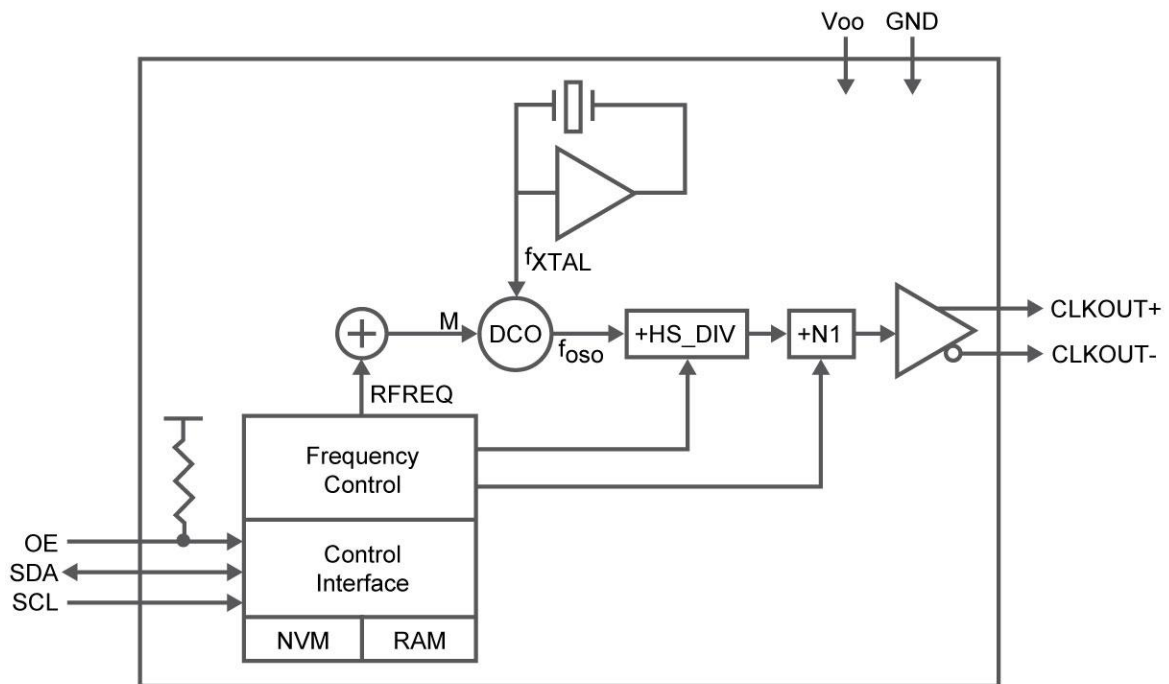 Voo GND
fXTAL
M
DCO
foso
+HS_DIV
+N1
CLKOUT+
CLKOUT-
RFREQ
Frequency
Control
OE
SDA
SCL
Control
Interface
NVM
RAM